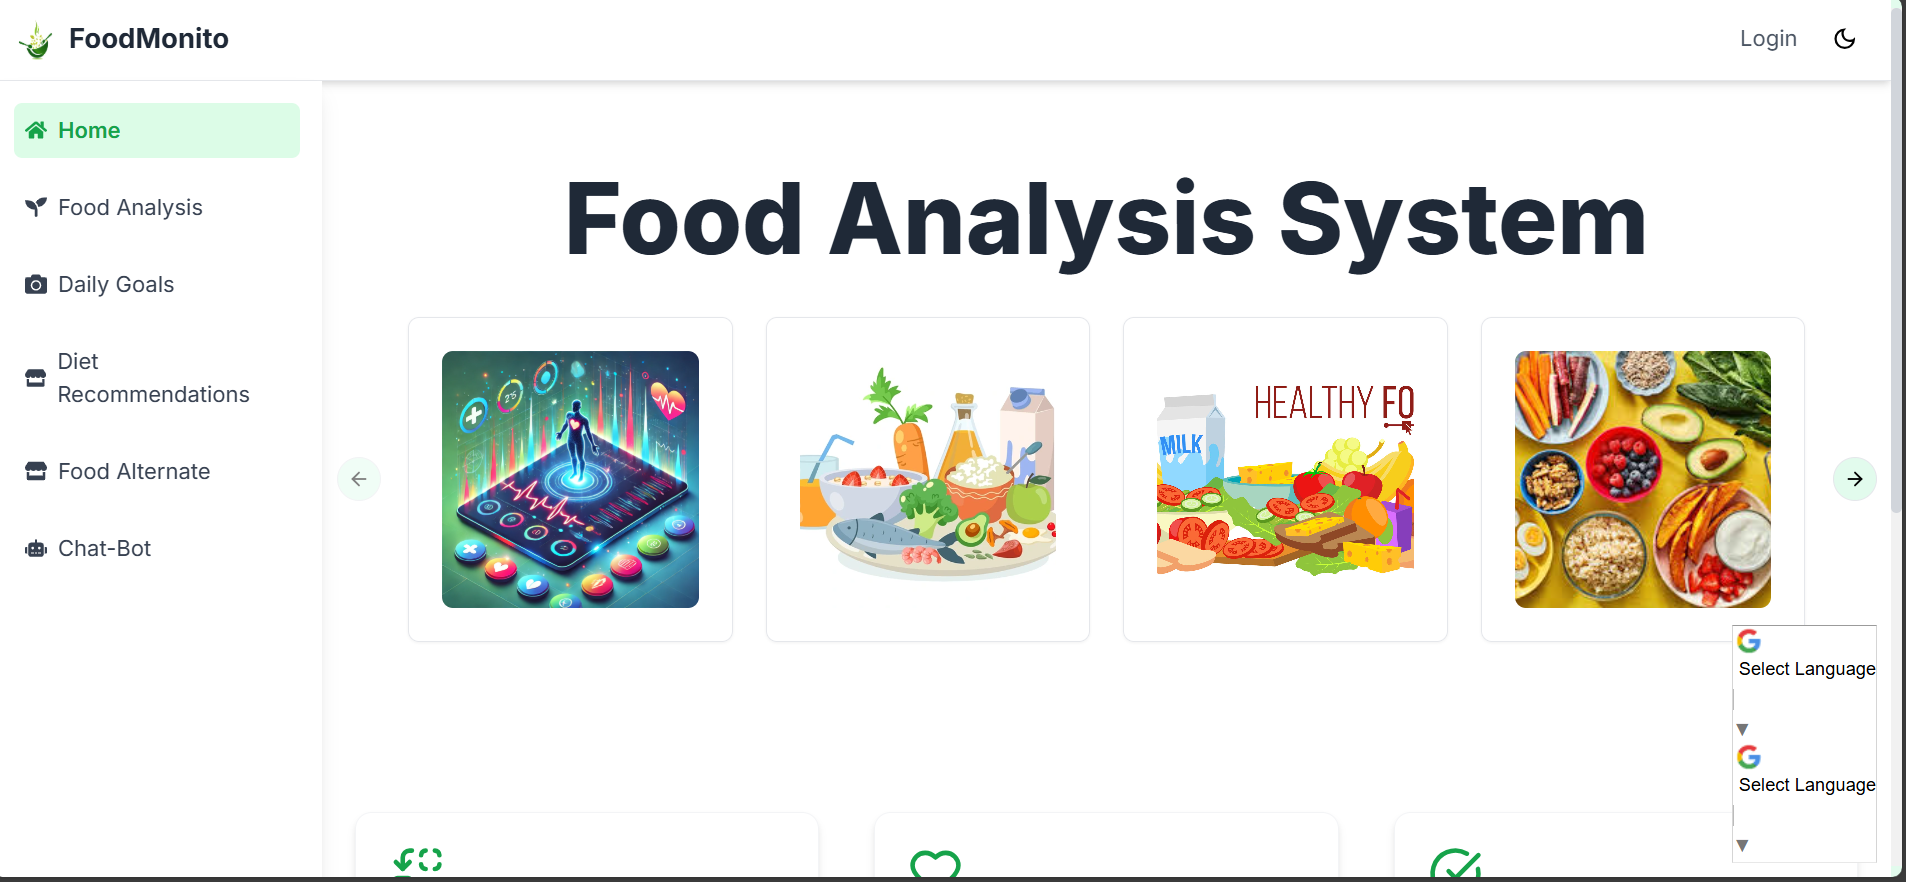 FoodMonito
Login
Home
Food Analysis
Daily Goals
Diet
Recommendations
Food Alternate
Chat-Bot
Food Analysis System
HEALTHY FO
MILK
Select Language
▼
Select Language
▼